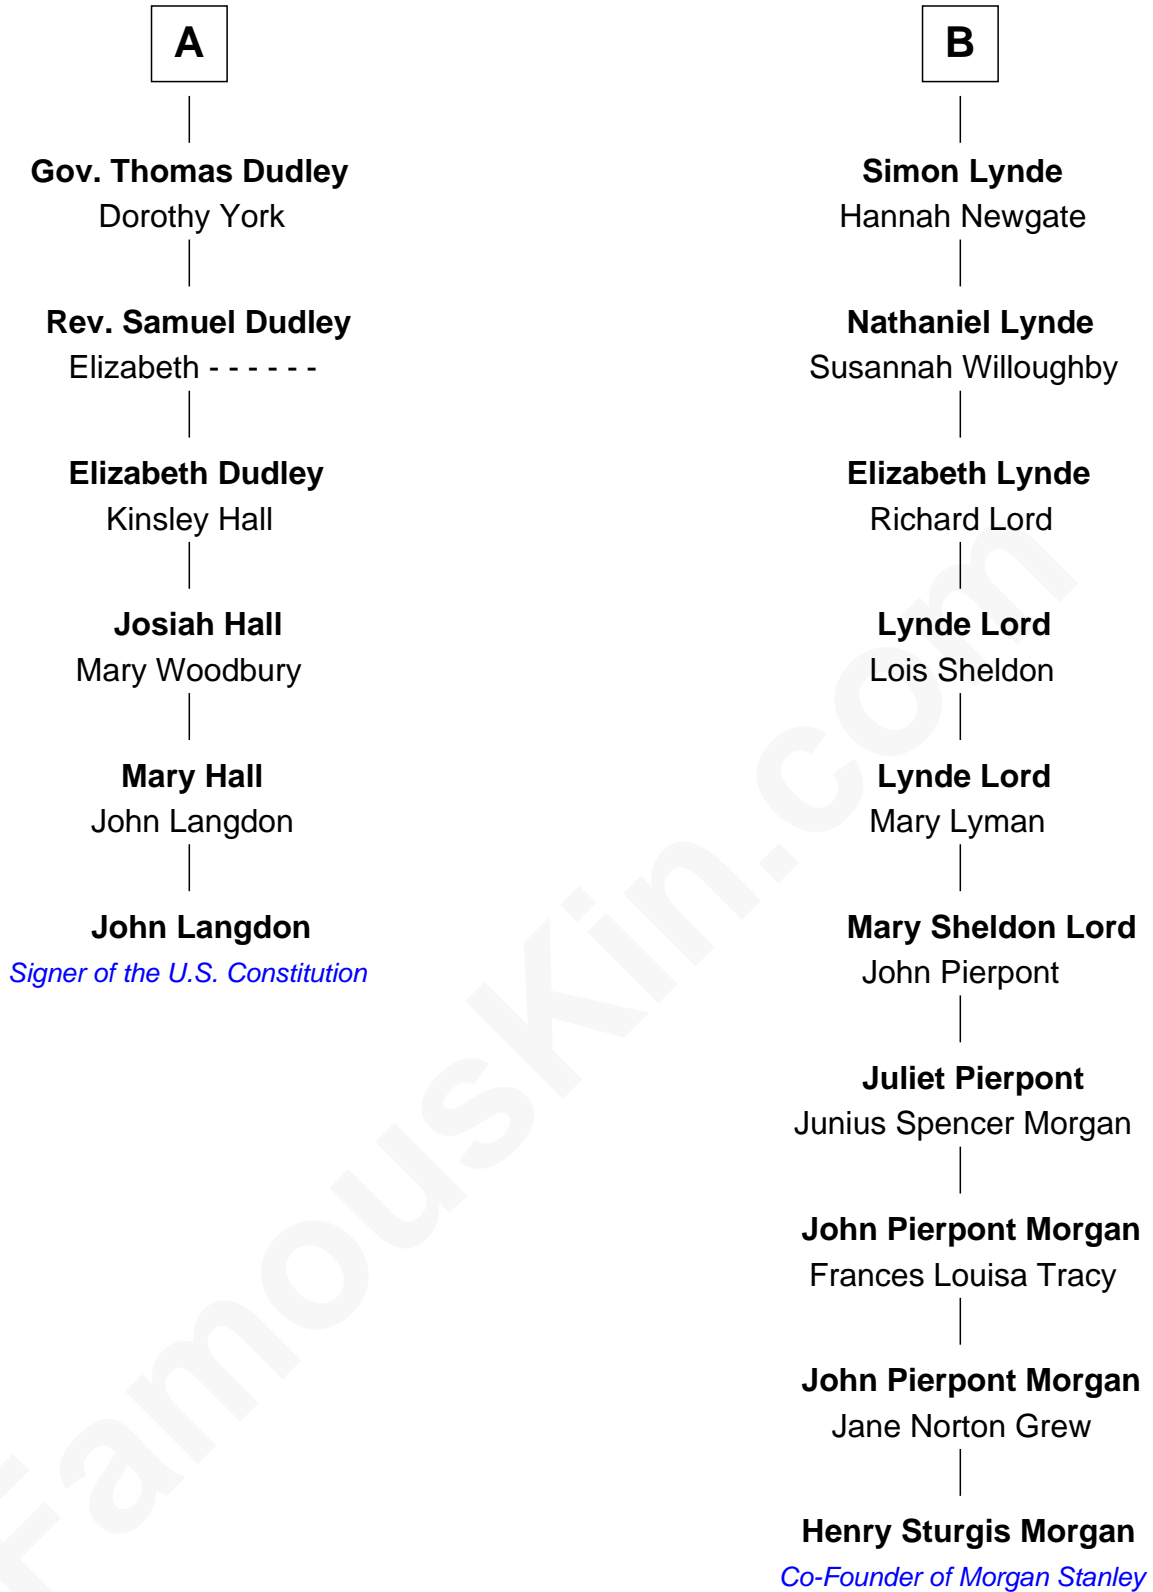 A
Gov. Thomas Dudley
Dorothy York
Rev. Samuel Dudley
Elizabeth - - - - - -
Elizabeth Dudley
Kinsley Hall
Josiah Hall
Mary Woodbury
Mary Hall
John Langdon
John Langdon
Signer of the U.S. Constitution
B
Simon Lynde
Hannah Newgate
Nathaniel Lynde
Susannah Willoughby
Elizabeth Lynde
Richard Lord
Lynde Lord
Lois Sheldon
Lynde Lord
Mary Lyman
Mary Sheldon Lord
John Pierpont
Juliet Pierpont
Junius Spencer Morgan
John Pierpont Morgan
Frances Louisa Tracy
John Pierpont Morgan
Jane Norton Grew
Henry Sturgis Morgan
Co-Founder of Morgan Stanley
FamousKin.com